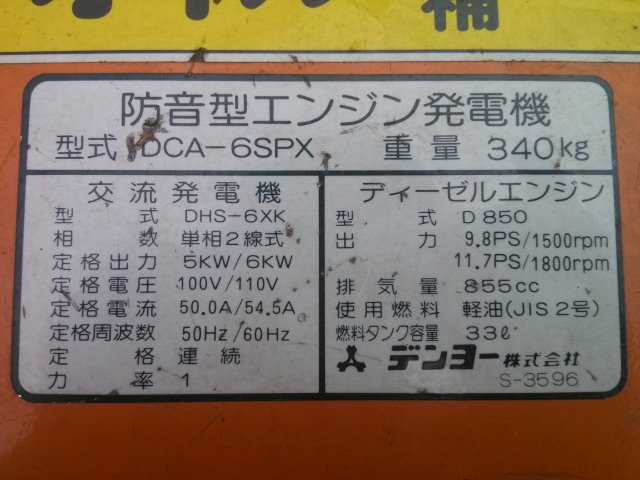 補
防音型エンジン発電機
型式 DCA-6SPX 重量 340kg
交流発電機
型式 DHS-6XK
相数 単相2線式
定格出力 5KW/6KW
定格電圧 100V/110V
定格電流 50.0A/54.5A
定格周波数 50Hz/60Hz
定格 連続
力率 1
ディーゼルエンジン
型式 D850
出力 9.8PS/1500rpm
11.7PS/1800rpm
排気量 855cc
使用燃料 軽油(JIS2号)
燃料タンク容量 33ℓ
デンヨー株式会社
S-3596